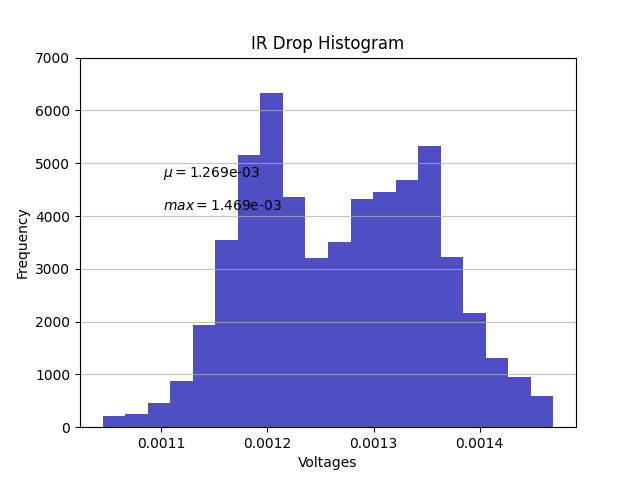 IR Drop Histogram
7000
6000
5000
4000
3000
2000
1000
0
Frequency
μ = 1.269e-03
max = 1.469e-03
0.0011 0.0012 0.0013 0.0014
Voltages